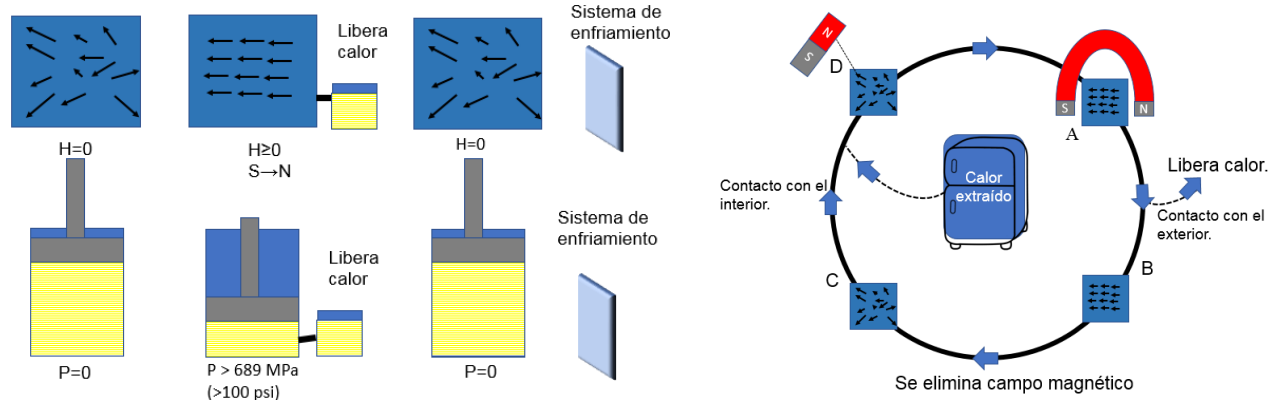 Libera
calor
Sistema de
enfriamiento
H=0
H≥0
S→N
H=0
Libera
calor
Sistema de
enfriamiento
P=0
P > 689 MPa
(>100 psi)
P=0
N
S
D
S
N
A
Libera calor.
Contacto con el
exterior.
Contacto con el
interior.
Calor
extraído
C
B
Se elimina campo magnético